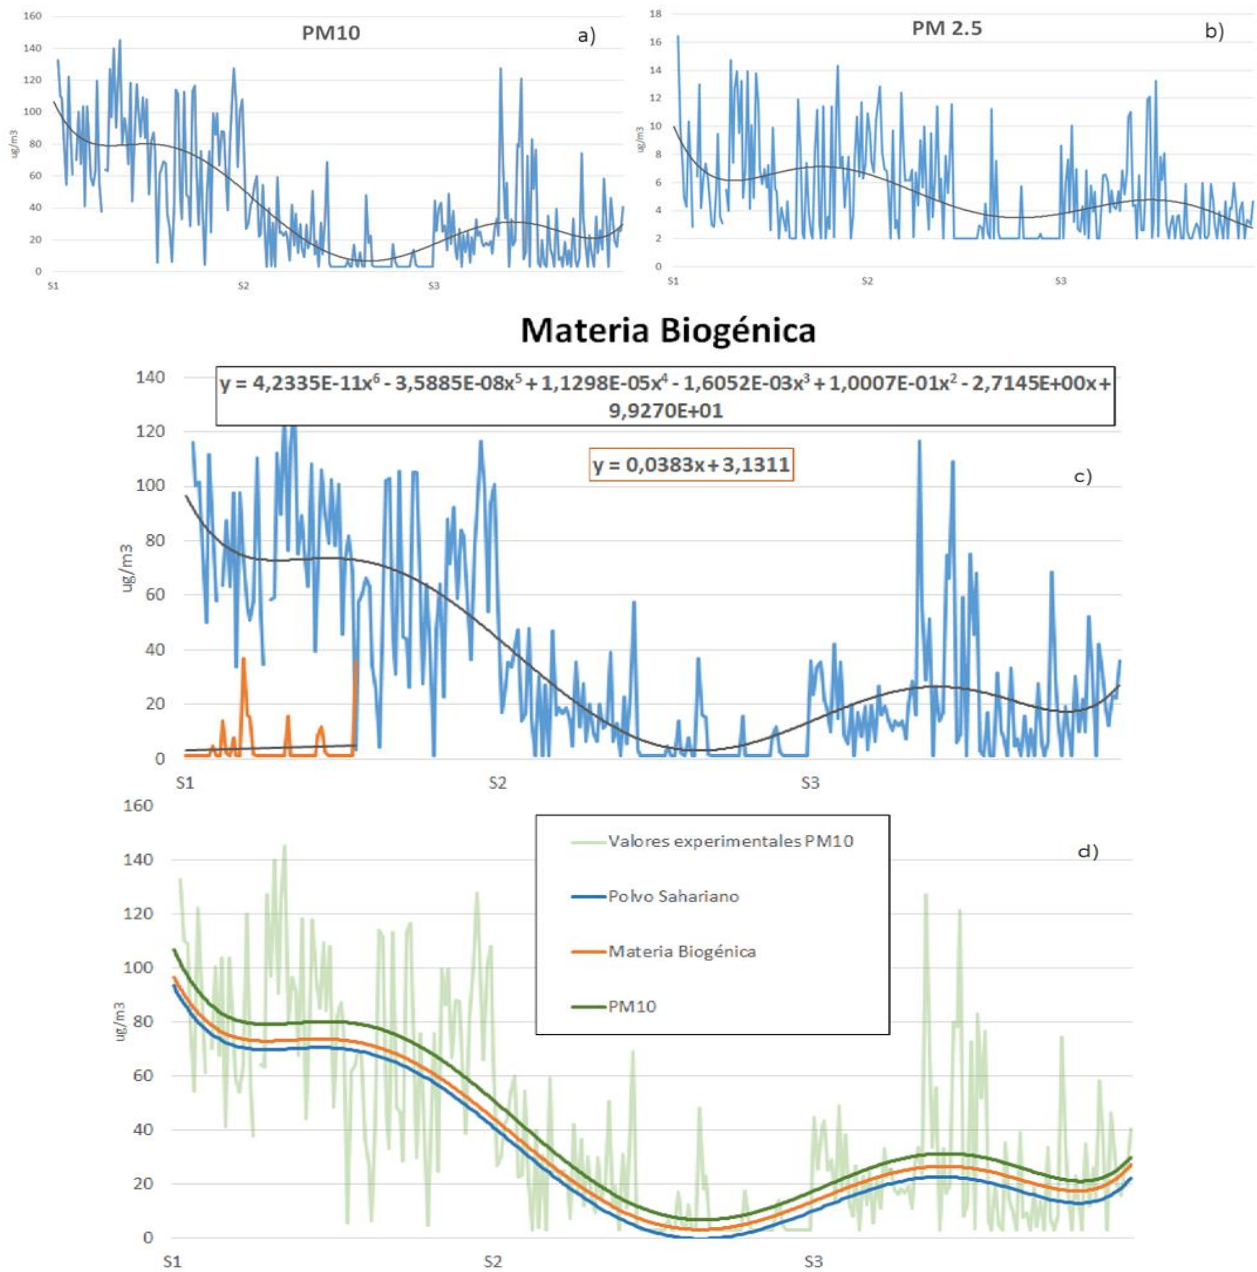 PM10
a)
160
140
120
100
80
60
40
20
0
ug/m3
S1
S2
S3
PM 2.5
b)
18
16
14
12
10
8
6
4
2
0
ug/m3
S1
S2
S3
Materia Biogénica
y = 4,2335E-11x⁶ - 3,5885E-08x⁵ + 1,1298E-05x⁴ - 1,6052E-03x³ + 1,0007E-01x² - 2,7145E+00x +
9,9270E+01
y = 0,0383x + 3,1311
c)
140
120
100
80
60
40
20
0
ug/m3
S1
S2
S3
d)
160
140
120
100
80
60
40
20
0
ug/m3
Valores experimentales PM10
Polvo Sahariano
Materia Biogénica
PM10
S1
S2
S3